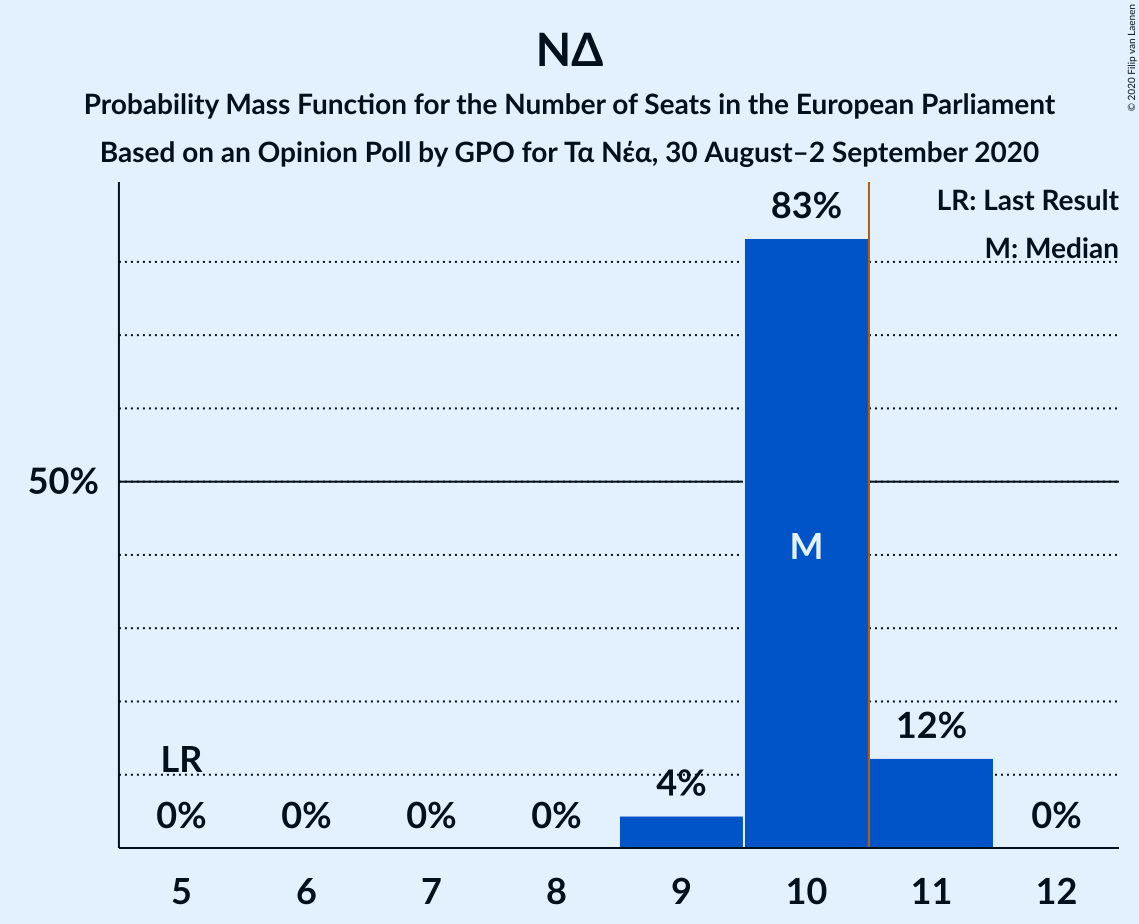 ΝΔ
Probability Mass Function for the Number of Seats in the European Parliament
Based on an Opinion Poll by GPO for Τα Νέα, 30 August–2 September 2020
© 2020 Filip van Laenen
LR: Last Result
M: Median
83%
50%
M
12%
LR
4%
0% 0% 0% 0% 0%
5 6 7 8 9 10 11 12